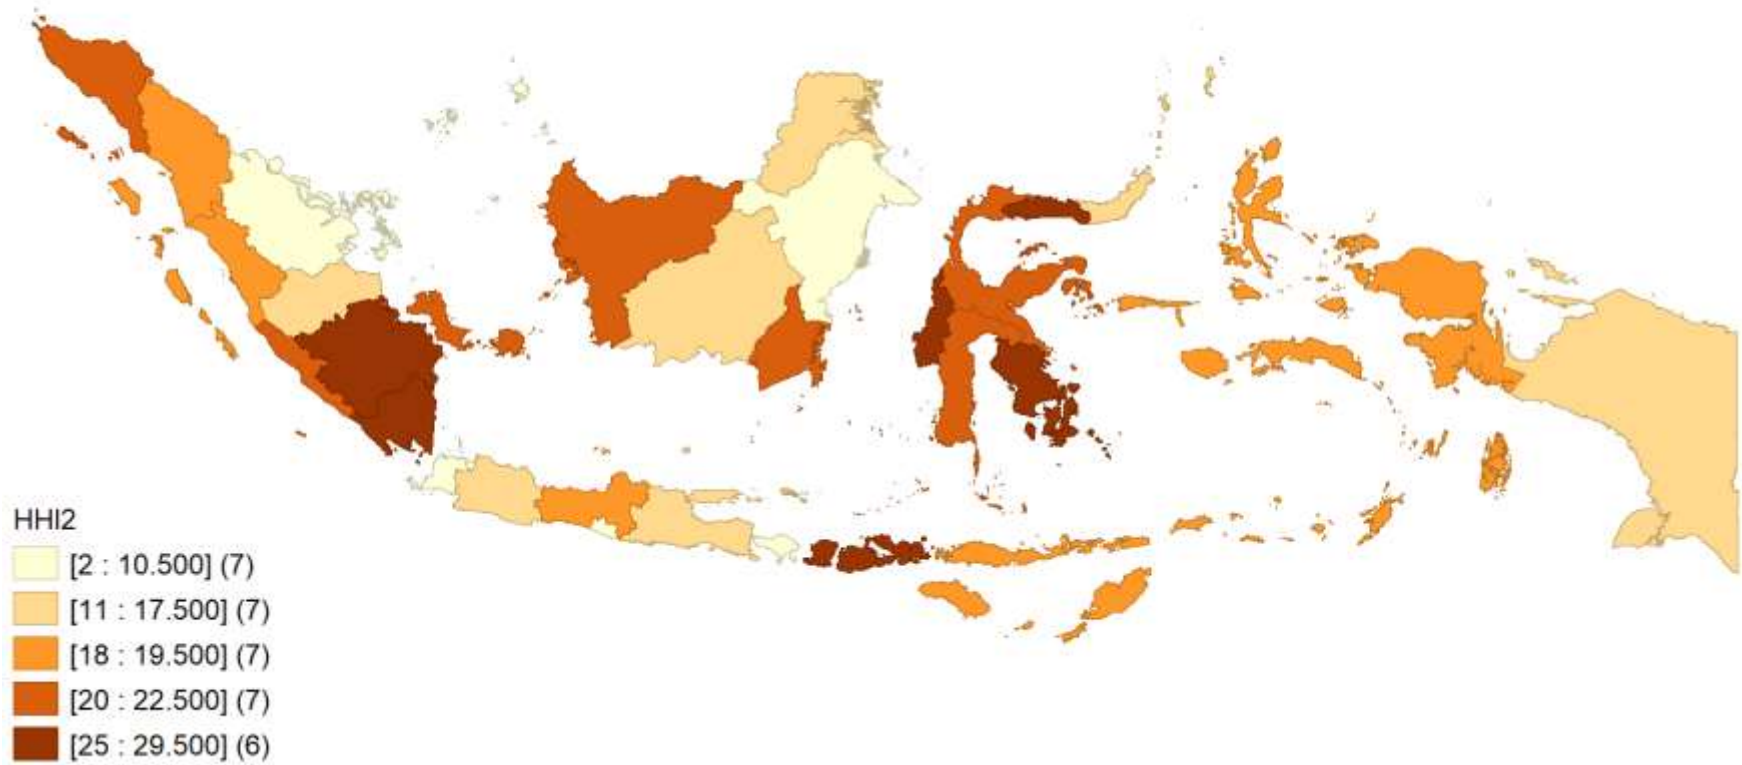 HHI2
[2 : 10.500] (7)
[11 : 17.500] (7)
[18 : 19.500] (7)
[20 : 22.500] (7)
[25 : 29.500] (6)